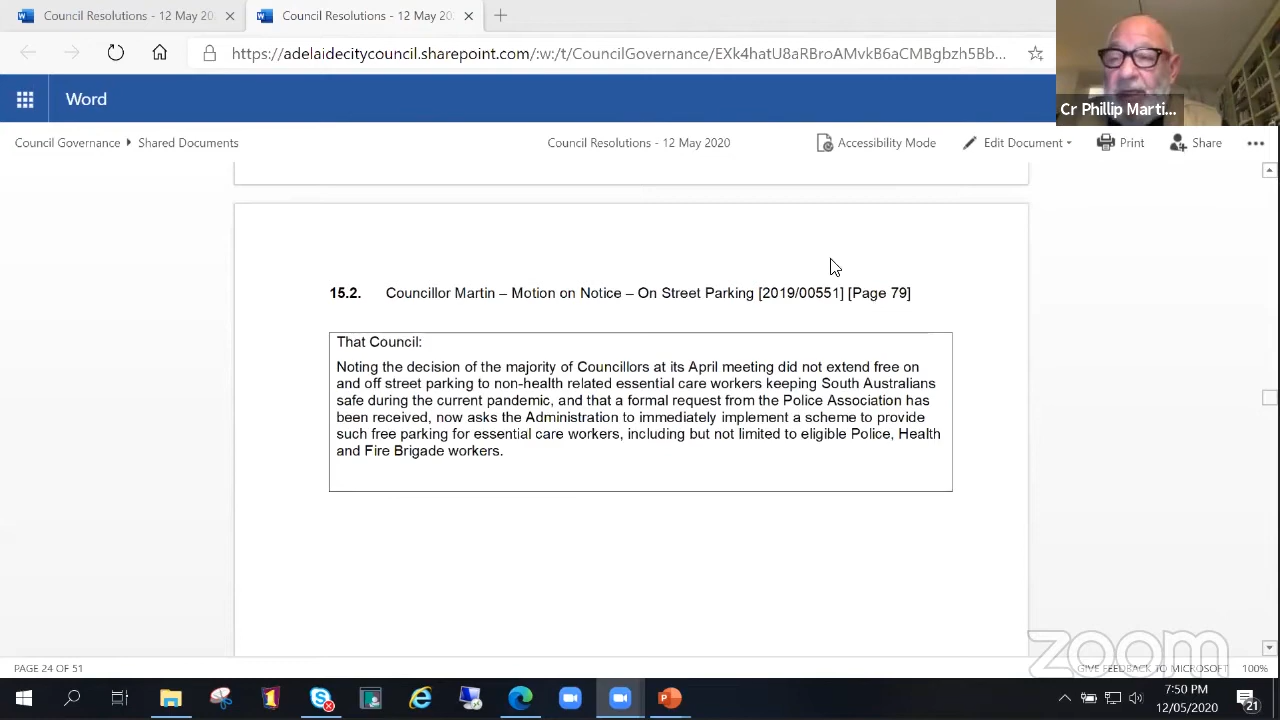 Council Resolutions - 12 May 2020
Council Resolutions - 12 May 202
https://adelaidecitycouncil.sharepoint.com/:w:/t/CouncilGovernance/EXk4hatU8aRBroAMvkB6aCMBgbzh5Bb...
Cr Phillip Marti...
Word
Council Governance Shared Documents
Council Resolutions - 12 May 2020
Accessibility Mode
Edit Document
Print
Share
15.2. Councillor Martin – Motion on Notice – On Street Parking [2019/00551] [Page 79]
That Council:
Noting the decision of the majority of Councillors at its April meeting did not extend free on
and off street parking to non-health related essential care workers keeping South Australians
safe during the current pandemic, and that a formal request from the Police Association has
been received, now asks the Administration to immediately implement a scheme to provide
such free parking for essential care workers, including but not limited to eligible Police, Health
and Fire Brigade workers.
zoom
PAGE 24 OF 51
GIVE FEEDBACK TO MICROSOFT 100%
7:50 PM
12/05/2020
21